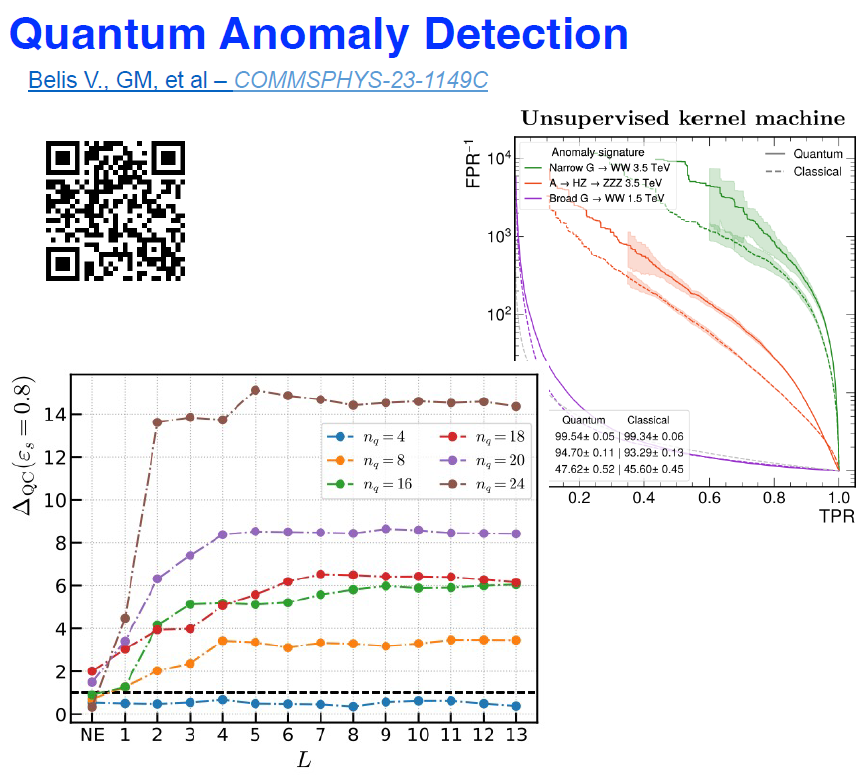 Quantum Anomaly Detection
Belis V., GM, et al – COMMSPHYS-23-1149C
Unsupervised kernel machine
FPR⁻¹
10⁴
10³
10²
Anomaly signature
Narrow G → WW 3.5 TeV
A → HZ → ZZZ 3.5 TeV
Broad G → WW 1.5 TeV
Quantum
Classical
Quantum Classical
99.54± 0.05 | 99.34± 0.06
94.70± 0.11 | 93.29± 0.13
47.62± 0.52 | 45.60± 0.45
0.2 0.4 0.6 0.8 1.0
TPR
Δ_QC(ε_s = 0.8)
14
12
10
8
6
4
2
0
n_q = 4 n_q = 18
n_q = 8 n_q = 20
n_q = 16 n_q = 24
NE 1 2 3 4 5 6 7 8 9 10 11 12 13
L